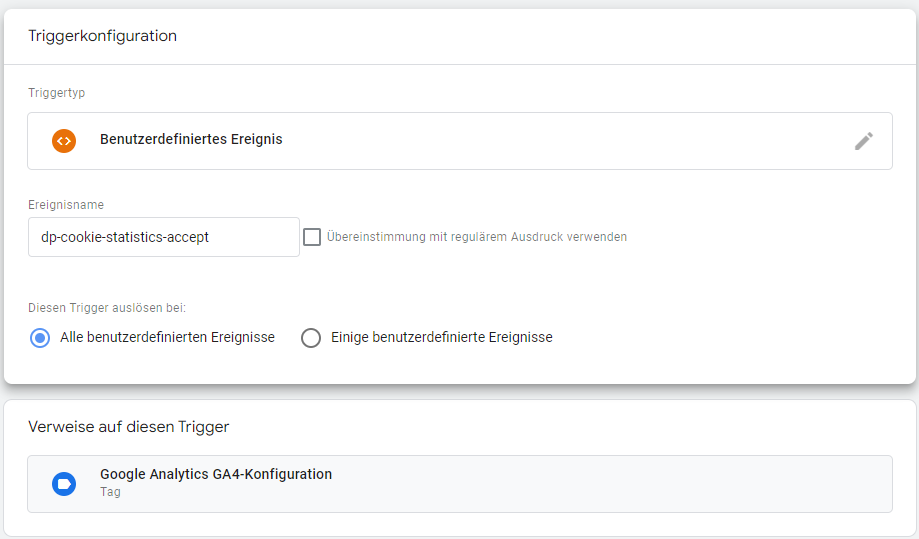 Triggerkonfiguration
Triggertyp
Benutzerdefiniertes Ereignis
Ereignisname
dp-cookie-statistics-accept
Übereinstimmung mit regulärem Ausdruck verwenden
Diesen Trigger auslösen bei:
Alle benutzerdefinierten Ereignisse Einige benutzerdefinierte Ereignisse
Verweise auf diesen Trigger
Google Analytics GA4-Konfiguration
Tag